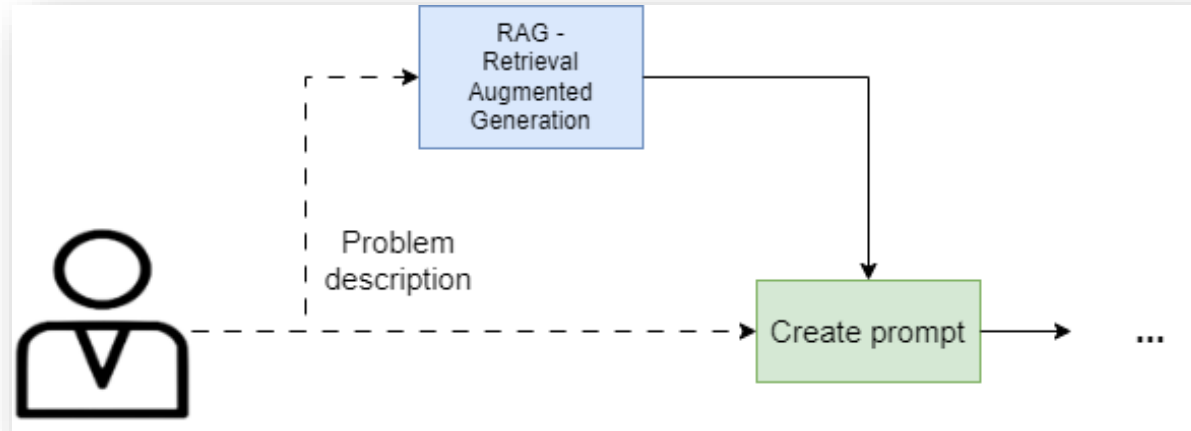 RAG -
Retrieval
Augmented
Generation
Problem
description
Create prompt
...